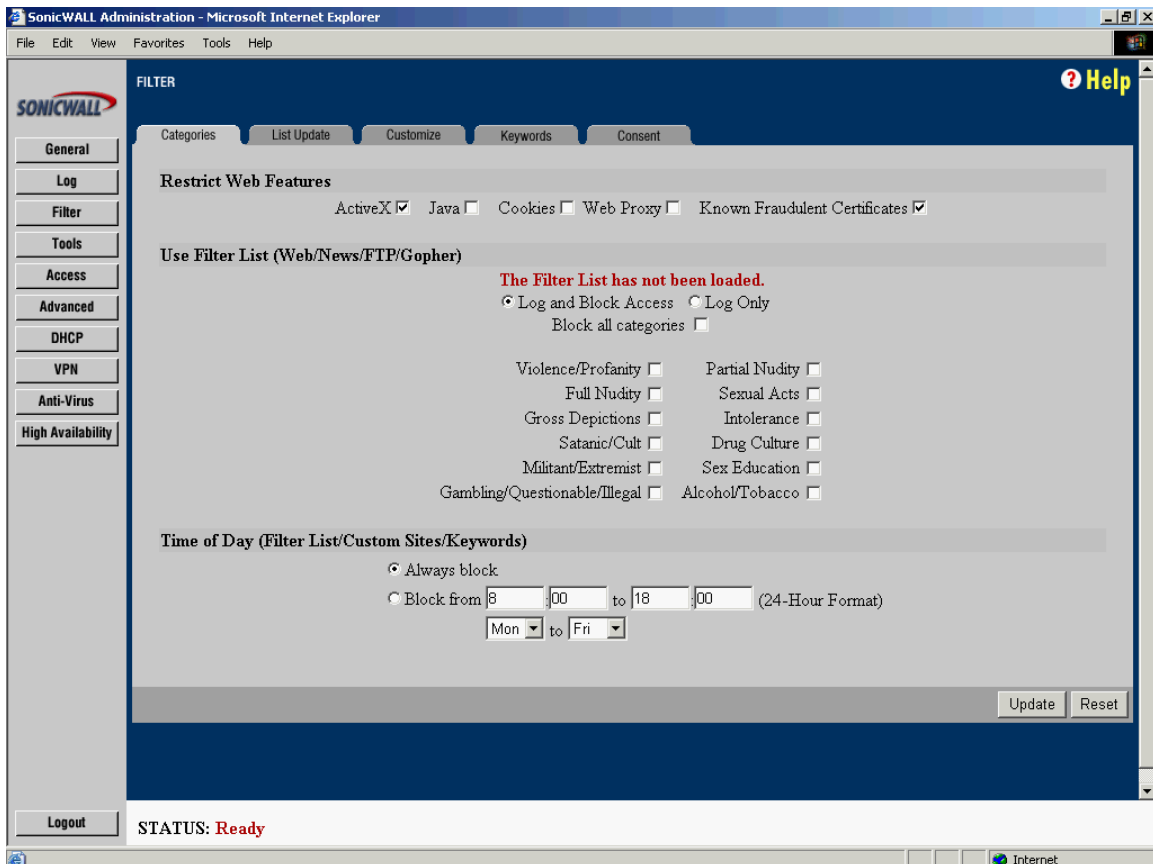 SonicWALL Administration - Microsoft Internet Explorer
File Edit View Favorites Tools Help
SONICWALL
FILTER
? Help
Categories List Update Customize Keywords Consent
General
Log
Filter
Tools
Access
Advanced
DHCP
VPN
Anti-Virus
High Availability
Restrict Web Features
ActiveX Java Cookies Web Proxy Known Fraudulent Certificates
Use Filter List (Web/News/FTP/Gopher)
The Filter List has not been loaded.
Log and Block Access Log Only
Block all categories
Violence/Profanity Partial Nudity
Full Nudity Sexual Acts
Gross Depictions Intolerance
Satanic/Cult Drug Culture
Militant/Extremist Sex Education
Gambling/Questionable/Illegal Alcohol/Tobacco
Time of Day (Filter List/Custom Sites/Keywords)
Always block
Block from 8 :00 to 18 :00 (24-Hour Format)
Mon to Fri
Update Reset
Logout
STATUS: Ready
Internet